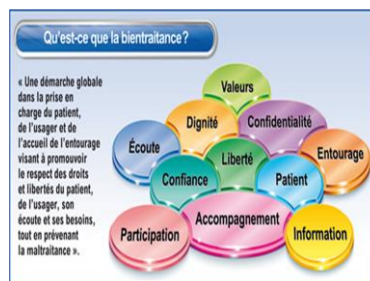 Qu'est-ce que la bientraitance ?
« Une démarche globale
dans la prise en
charge du patient,
de l'usager et de
l'accueil de l'entourage
visant à promouvoir
le respect des droits
et libertés du patient,
de l'usager, son
écoute et ses besoins,
tout en prévenant
la maltraitance ».
Valeurs
Dignité
Confidentialité
Écoute
Liberté
Entourage
Confiance
Patient
Participation
Accompagnement
Information